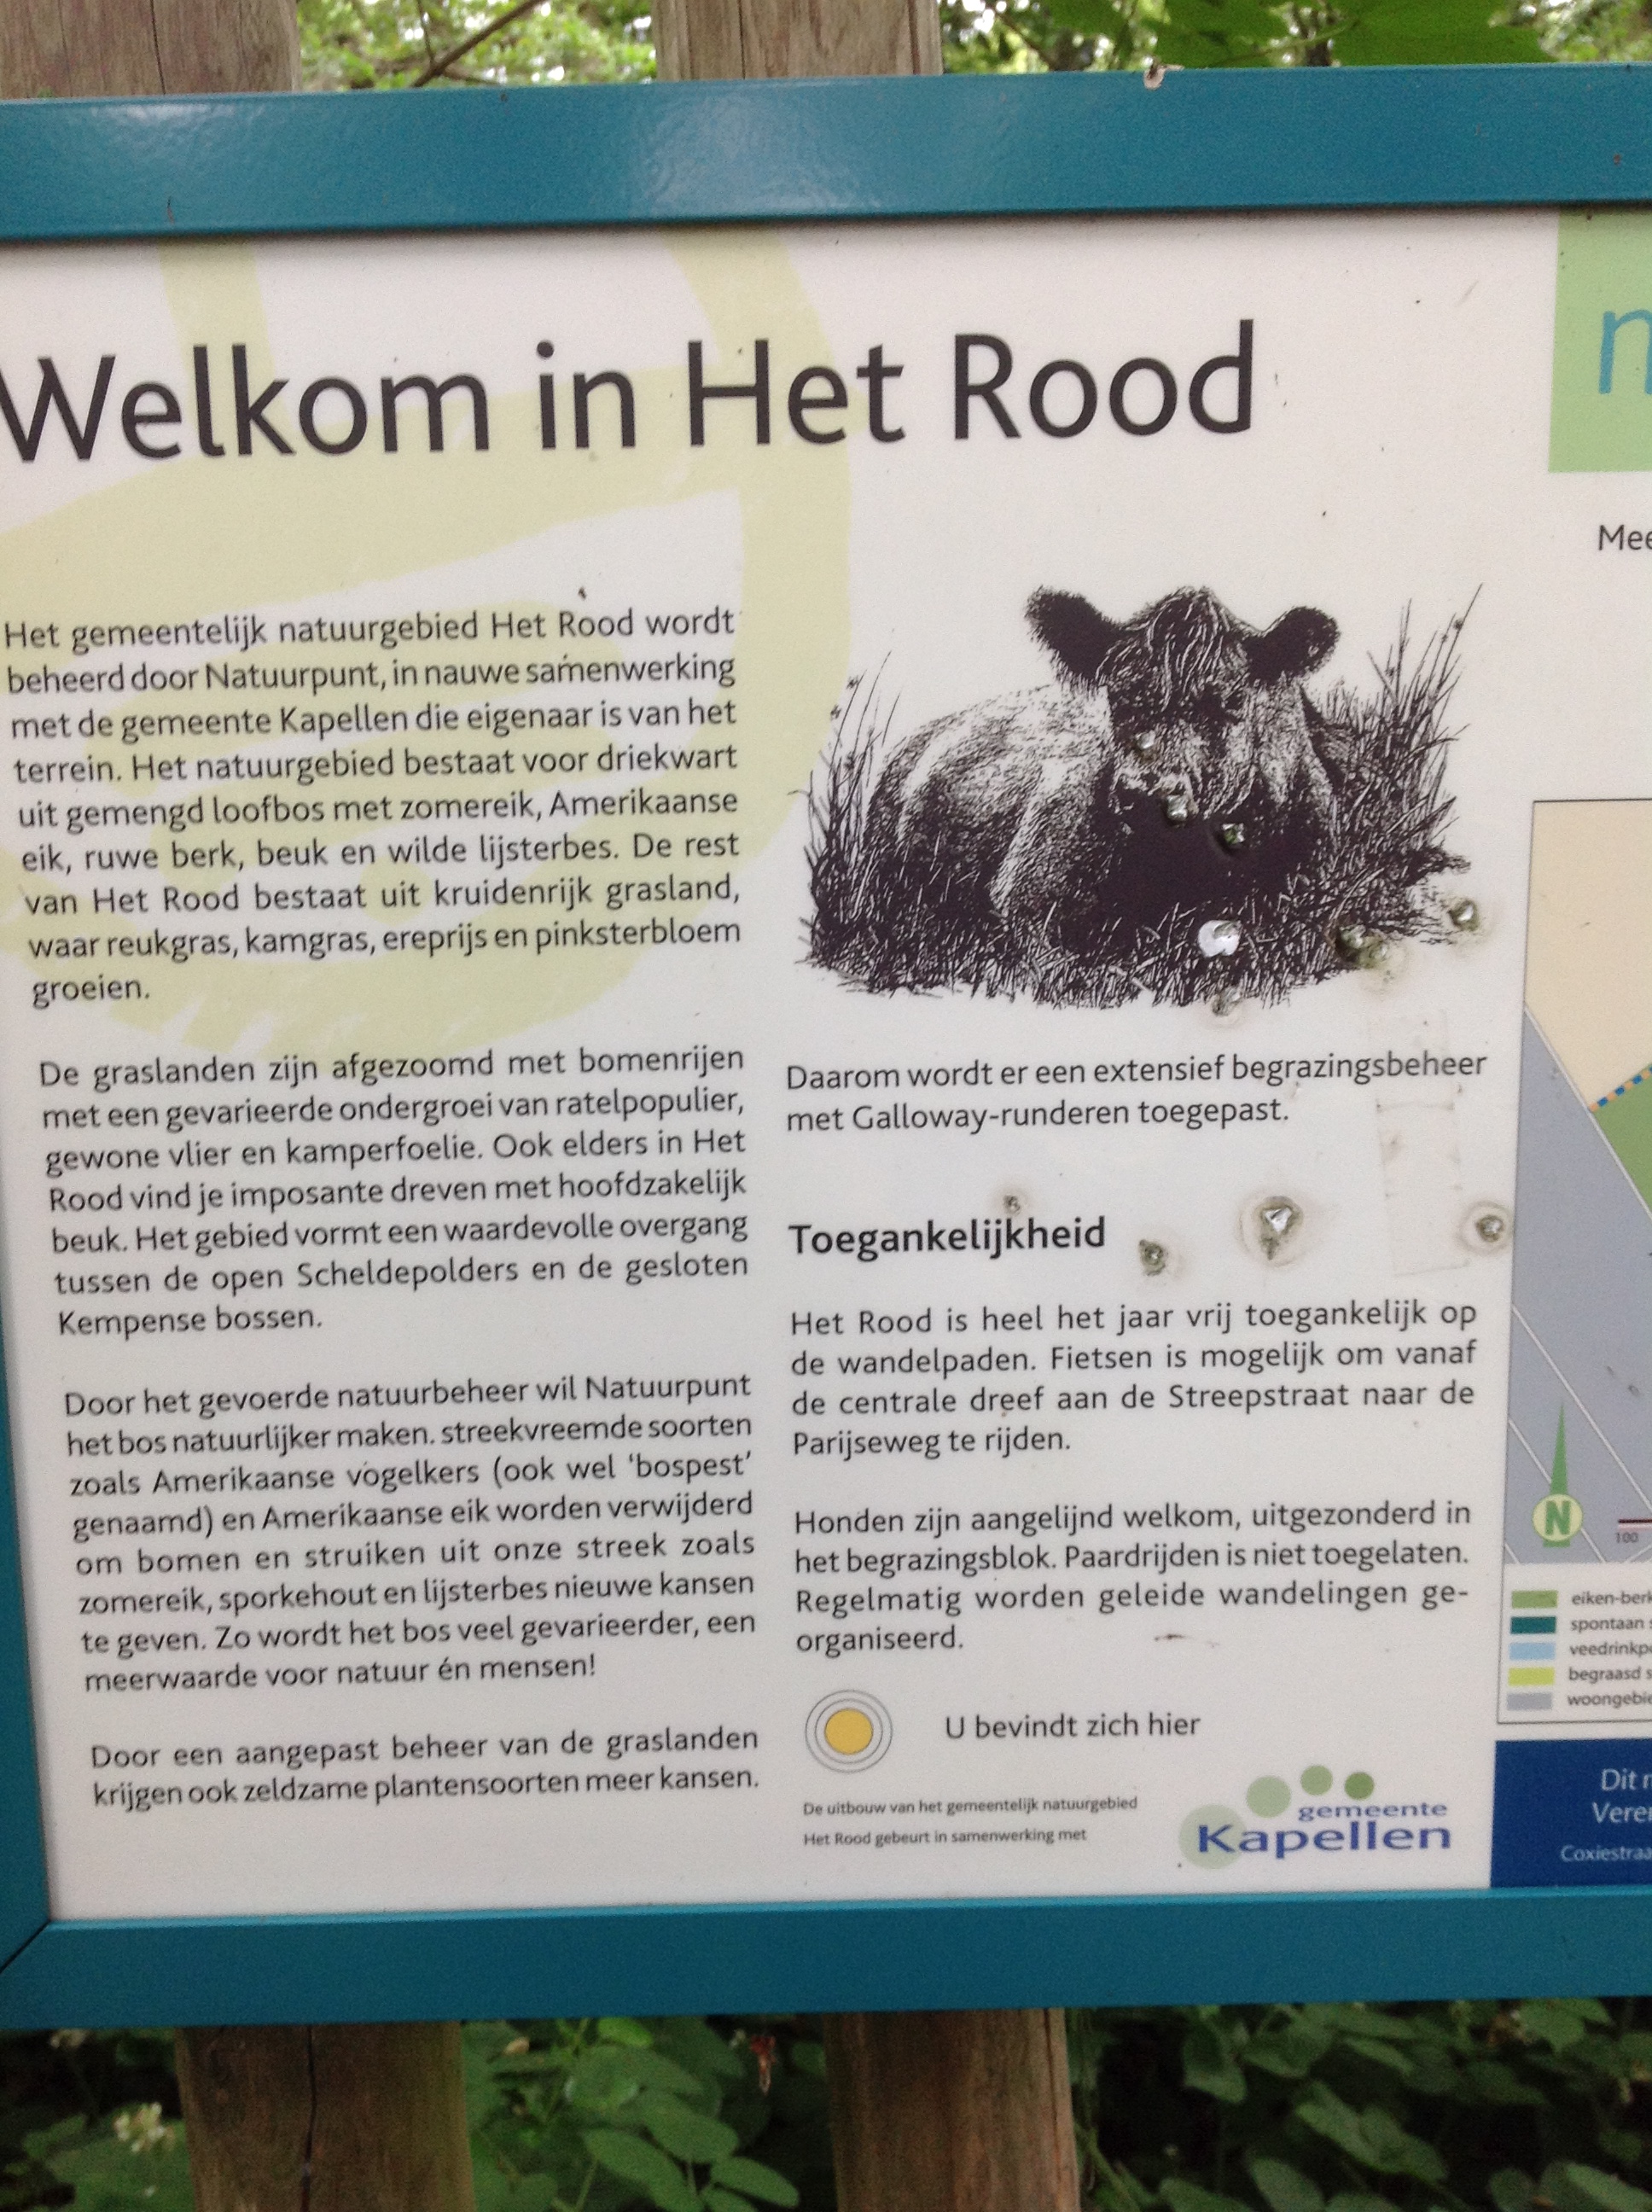 Welkom in Het Rood
Het gemeentelijk natuurgebied Het Rood wordt
beheerd door Natuurpunt, in nauwe samenwerking
met de gemeente Kapellen die eigenaar is van het
terrein. Het natuurgebied bestaat voor driekwart
uit gemengd loofbos met zomereik, Amerikaanse
eik, ruwe berk, beuk en wilde lijsterbes. De rest
van Het Rood bestaat uit kruidenrijk grasland,
waar reukgras, kamgras, ereprijs en pinksterbloem
groeien.
De graslanden zijn afgezoomd met bomenrijen
met een gevarieerde ondergroei van ratelpopulier,
gewone vlier en kamperfoelie. Ook elders in Het
Rood vind je imposante dreven met hoofdzakelijk
beuk. Het gebied vormt een waardevolle overgang
tussen de open Scheldepolders en de gesloten
Kempense bossen.
Door het gevoerde natuurbeheer wil Natuurpunt
het bos natuurlijker maken. streekvreemde soorten
zoals Amerikaanse vogelkers (ook wel ‘bospest’
genaamd) en Amerikaanse eik worden verwijderd
om bomen en struiken uit onze streek zoals
zomereik, sporkehout en lijsterbes nieuwe kansen
te geven. Zo wordt het bos veel gevarieerder, een
meerwaarde voor natuur én mensen!
Door een aangepast beheer van de graslanden
krijgen ook zeldzame plantensoorten meer kansen.
Daarom wordt er een extensief begrazingsbeheer
met Galloway-runderen toegepast.
Toegankelijkheid
Het Rood is heel het jaar vrij toegankelijk op
de wandelpaden. Fietsen is mogelijk om vanaf
de centrale dreef aan de Streepstraat naar de
Parijseweg te rijden.
Honden zijn aangelijnd welkom, uitgezonderd in
het begrazingsblok. Paardrijden is niet toegelaten.
Regelmatig worden geleide wandelingen ge-
organiseerd.
U bevindt zich hier
De uitbouw van het gemeentelijk natuurgebied
Het Rood gebeurt in samenwerking met
gemeente
Kapellen
n
Mee
N
100
eiken-berk
spontaan s
veedrinkpo
begraasd s
woongebie
Dit
Vere
Coxiestraa